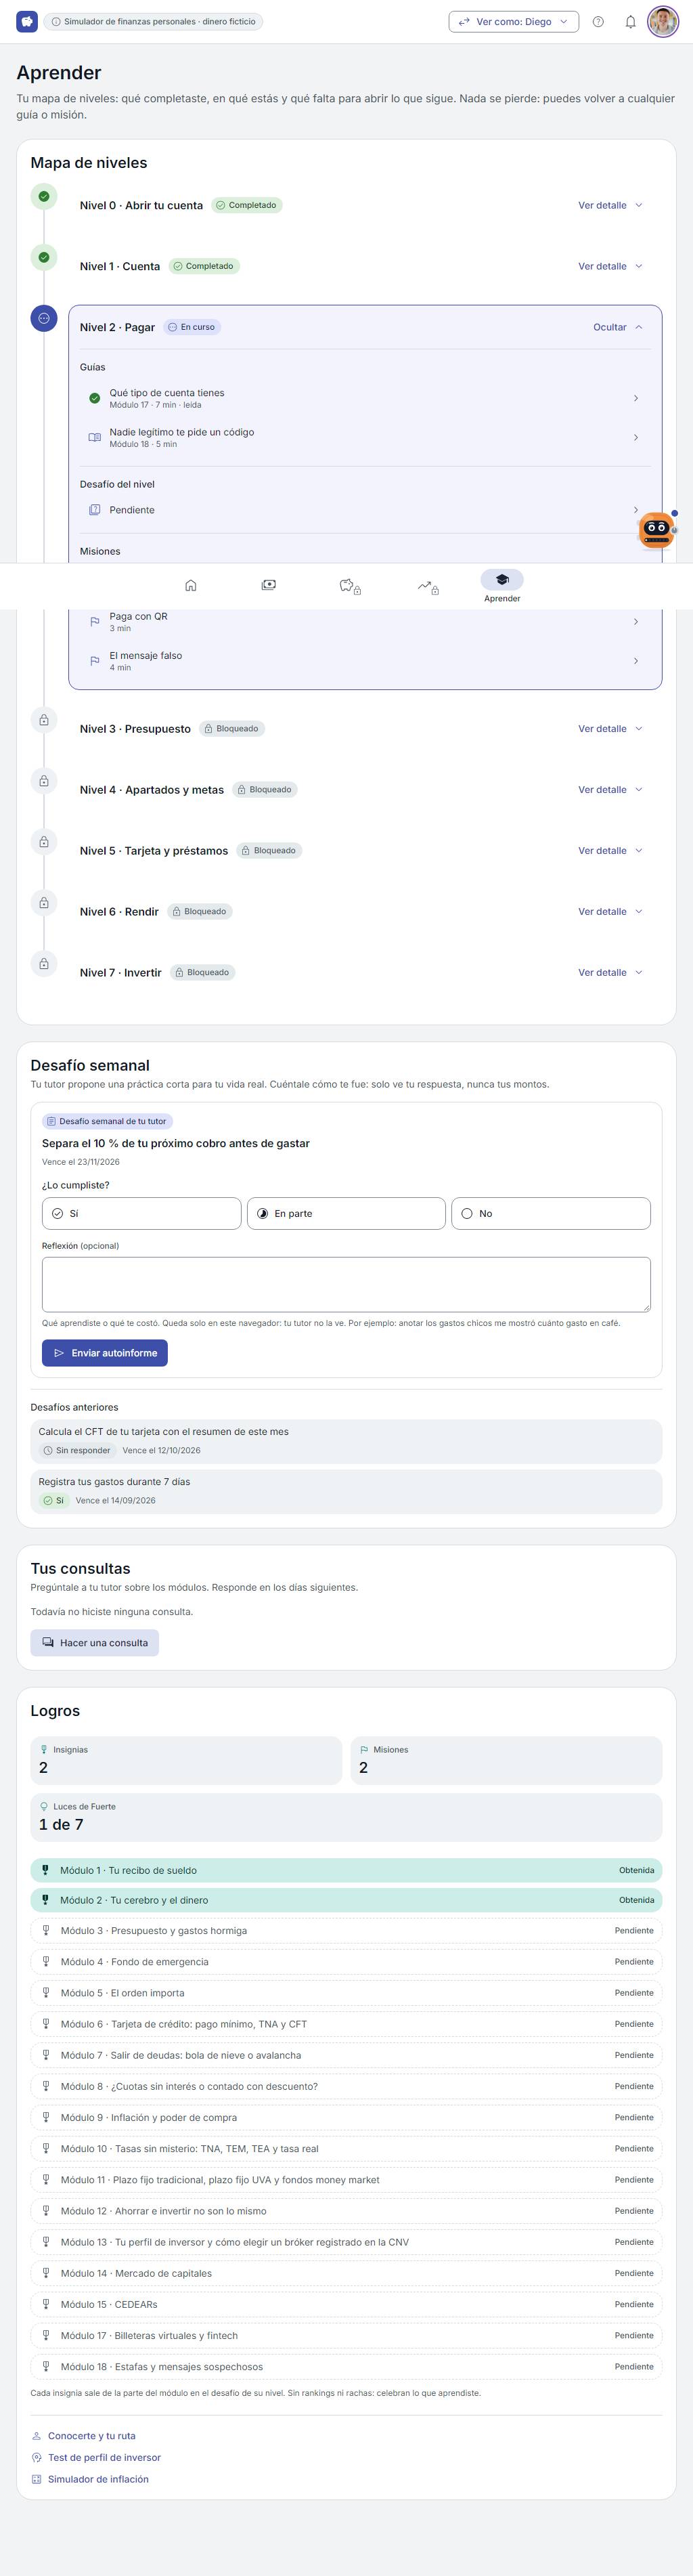 Simulador de finanzas personales · dinero ficticio
Ver como: Diego
Aprender
Tu mapa de niveles: qué completaste, en qué estás y qué falta para abrir lo que sigue. Nada se pierde: puedes volver a cualquier
guía o misión.
Mapa de niveles
Nivel 0 · Abrir tu cuenta
Completado
Ver detalle
Nivel 1 · Cuenta
Completado
Ver detalle
Nivel 2 · Pagar
En curso
Ocultar
Guías
Qué tipo de cuenta tienes
Módulo 17 · 7 min · leída
Nadie legítimo te pide un código
Módulo 18 · 5 min
Desafío del nivel
Pendiente
Misiones
Aprender
Paga con QR
3 min
El mensaje falso
4 min
Nivel 3 · Presupuesto
Bloqueado
Ver detalle
Nivel 4 · Apartados y metas
Bloqueado
Ver detalle
Nivel 5 · Tarjeta y préstamos
Bloqueado
Ver detalle
Nivel 6 · Rendir
Bloqueado
Ver detalle
Nivel 7 · Invertir
Bloqueado
Ver detalle
Desafío semanal
Tu tutor propone una práctica corta para tu vida real. Cuéntale cómo te fue: solo ve tu respuesta, nunca tus montos.
Desafío semanal de tu tutor
Separa el 10 % de tu próximo cobro antes de gastar
Vence el 23/11/2026
¿Lo cumpliste?
Sí
En parte
No
Reflexión (opcional)
Qué aprendiste o qué te costó. Queda solo en este navegador: tu tutor no la ve. Por ejemplo: anotar los gastos chicos me mostró cuánto gasto en café.
Enviar autoinforme
Desafíos anteriores
Calcula el CFT de tu tarjeta con el resumen de este mes
Sin responder
Vence el 12/10/2026
Registra tus gastos durante 7 días
Sí
Vence el 14/09/2026
Tus consultas
Pregúntale a tu tutor sobre los módulos. Responde en los días siguientes.
Todavía no hiciste ninguna consulta.
Hacer una consulta
Logros
Insignias
2
Misiones
2
Luces de Fuerte
1 de 7
Módulo 1 · Tu recibo de sueldo
Obtenida
Módulo 2 · Tu cerebro y el dinero
Obtenida
Módulo 3 · Presupuesto y gastos hormiga
Pendiente
Módulo 4 · Fondo de emergencia
Pendiente
Módulo 5 · El orden importa
Pendiente
Módulo 6 · Tarjeta de crédito: pago mínimo, TNA y CFT
Pendiente
Módulo 7 · Salir de deudas: bola de nieve o avalancha
Pendiente
Módulo 8 · ¿Cuotas sin interés o contado con descuento?
Pendiente
Módulo 9 · Inflación y poder de compra
Pendiente
Módulo 10 · Tasas sin misterio: TNA, TEM, TEA y tasa real
Pendiente
Módulo 11 · Plazo fijo tradicional, plazo fijo UVA y fondos money market
Pendiente
Módulo 12 · Ahorrar e invertir no son lo mismo
Pendiente
Módulo 13 · Tu perfil de inversor y cómo elegir un bróker registrado en la CNV
Pendiente
Módulo 14 · Mercado de capitales
Pendiente
Módulo 15 · CEDEARs
Pendiente
Módulo 17 · Billeteras virtuales y fintech
Pendiente
Módulo 18 · Estafas y mensajes sospechosos
Pendiente
Cada insignia sale de la parte del módulo en el desafío de su nivel. Sin rankings ni rachas: celebran lo que aprendiste.
Conocerte y tu ruta
Test de perfil de inversor
Simulador de inflación